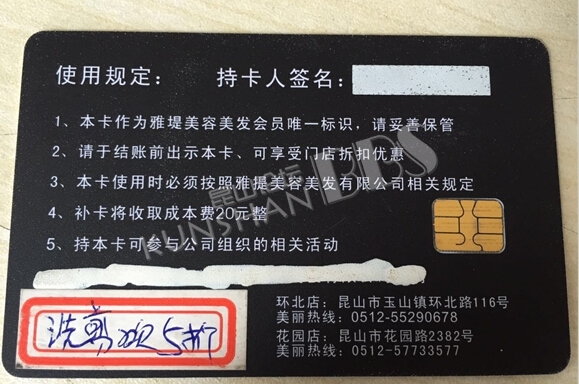 使用规定： 持卡人签名：
1、本卡作为雅堤美容美发会员唯一标识，请妥善保管
2、请于结账前出示本卡、可享受门店折扣优惠
3、本卡使用时必须按照雅提美容美发有限公司相关规定
4、补卡将收取成本费20元整
5、持本卡可参与公司组织的相关活动
KUNSHAN BBS
洗剪吹5折
环北店：昆山市玉山镇环北路116号
美丽热线：0512-55290678
花园店：昆山市花园路2382号
美丽热线：0512-57733577